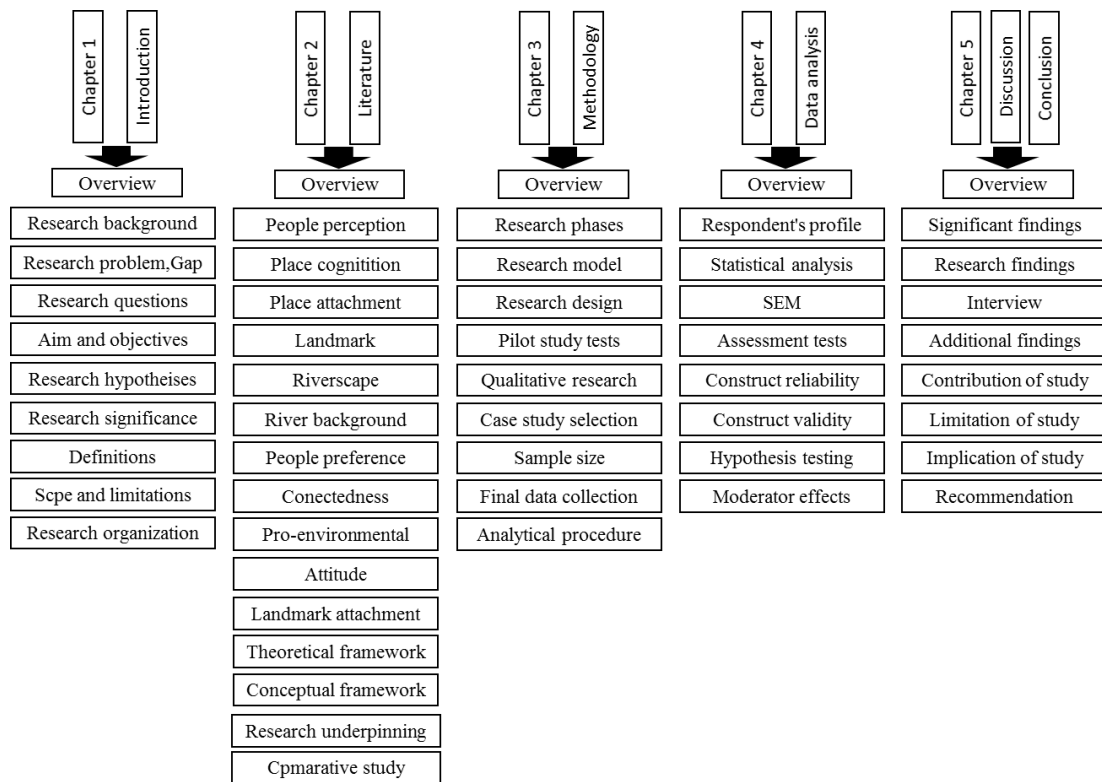 Chapter 1
Introduction
Overview
Research background
Research problem,Gap
Research questions
Aim and objectives
Research hypotheises
Research significance
Definitions
Scpe and limitations
Research organization
Chapter 2
Literature
Overview
People perception
Place cognitition
Place attachment
Landmark
Riverscape
River background
People preference
Conectedness
Pro-environmental
Attitude
Landmark attachment
Theoretical framework
Conceptual framework
Research underpinning
Cpmarative study
Chapter 3
Methodology
Overview
Research phases
Research model
Research design
Pilot study tests
Qualitative research
Case study selection
Sample size
Final data collection
Analytical procedure
Chapter 4
Data analysis
Overview
Respondent's profile
Statistical analysis
SEM
Assessment tests
Construct reliability
Construct validity
Hypothesis testing
Moderator effects
Chapter 5
Discussion
Conclusion
Overview
Significant findings
Research findings
Interview
Additional findings
Contribution of study
Limitation of study
Implication of study
Recommendation